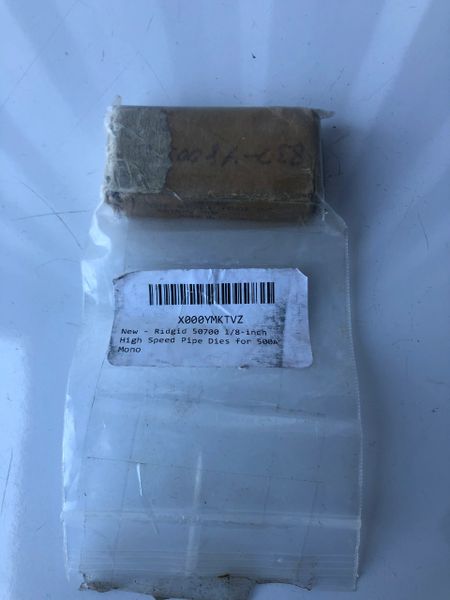 X000YMKTVZ
New - Ridgid 50700 1/8-inch
High Speed Pipe Dies for 500A
Mono